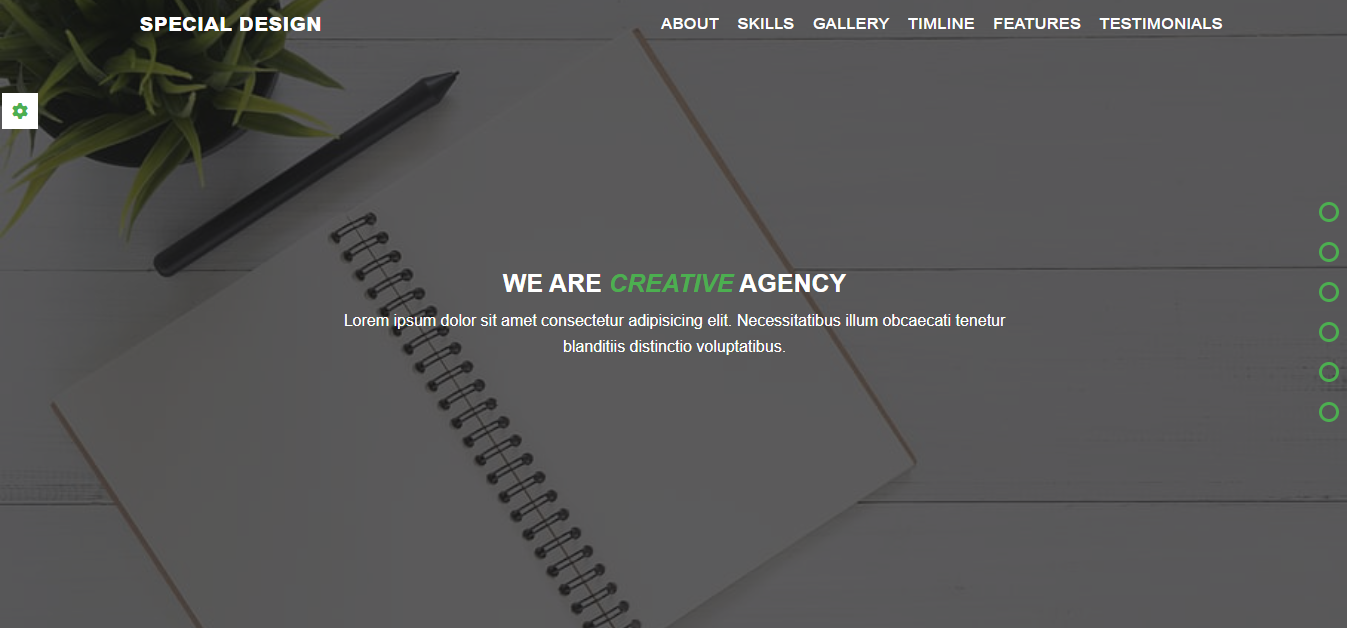 SPECIAL DESIGN
ABOUT SKILLS GALLERY TIMLINE FEATURES TESTIMONIALS
WE ARE CREATIVE AGENCY
Lorem ipsum dolor sit amet consectetur adipisicing elit. Necessitatibus illum obcaecati tenetur
blanditiis distinctio voluptatibus.